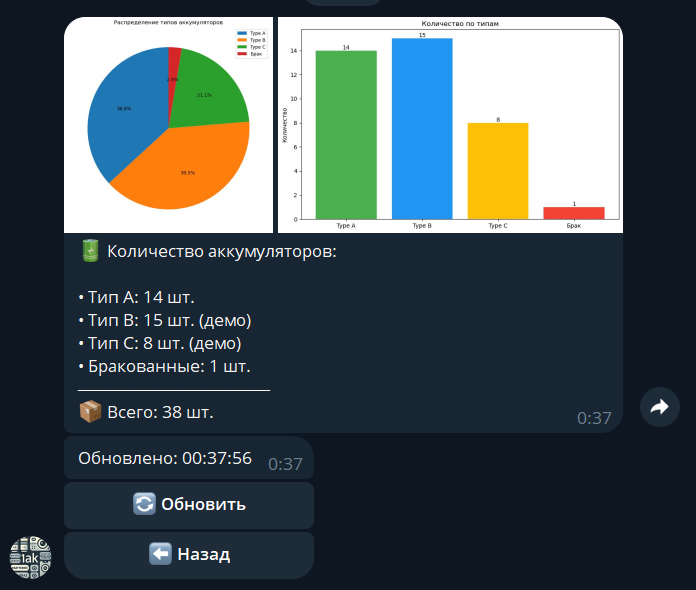 Распределение типов аккумуляторов
Type A
Type B
Type C
Брак
36.8%
39.5%
21.1%
2.6%
Количество по типам
Количество
14
12
10
8
6
4
2
0
14
15
8
1
Type A
Type B
Type C
Брак
Количество аккумуляторов:
• Тип A: 14 шт.
• Тип B: 15 шт. (демо)
• Тип C: 8 шт. (демо)
• Бракованные: 1 шт.
Всего: 38 шт.
0:37
Обновлено: 00:37:56 0:37
Обновить
Назад
1ak